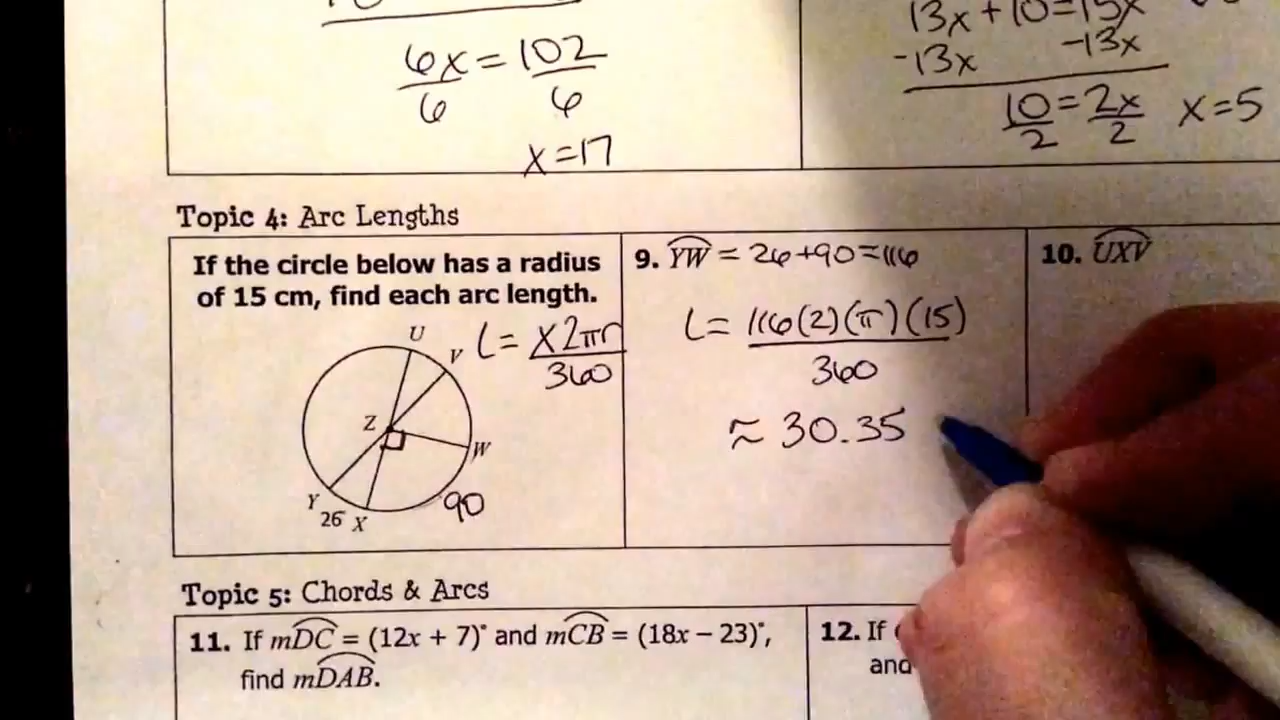 6x = 102
6 6
x = 17
13x + 10 = 15x
-13x -13x
10 = 2x x = 5
2 2
Topic 4: Arc Lengths
If the circle below has a radius
of 15 cm, find each arc length.
L = x2πr
360
U
V
Z
W
Y
26° X
90
9. YW = 26+90=116
L = 116(2)(π)(15)
360
≈ 30.35
10. UXV
Topic 5: Chords & Arcs
11. If mDC = (12x + 7)° and mCB = (18x − 23)°,
find mDAB.
12. If
and